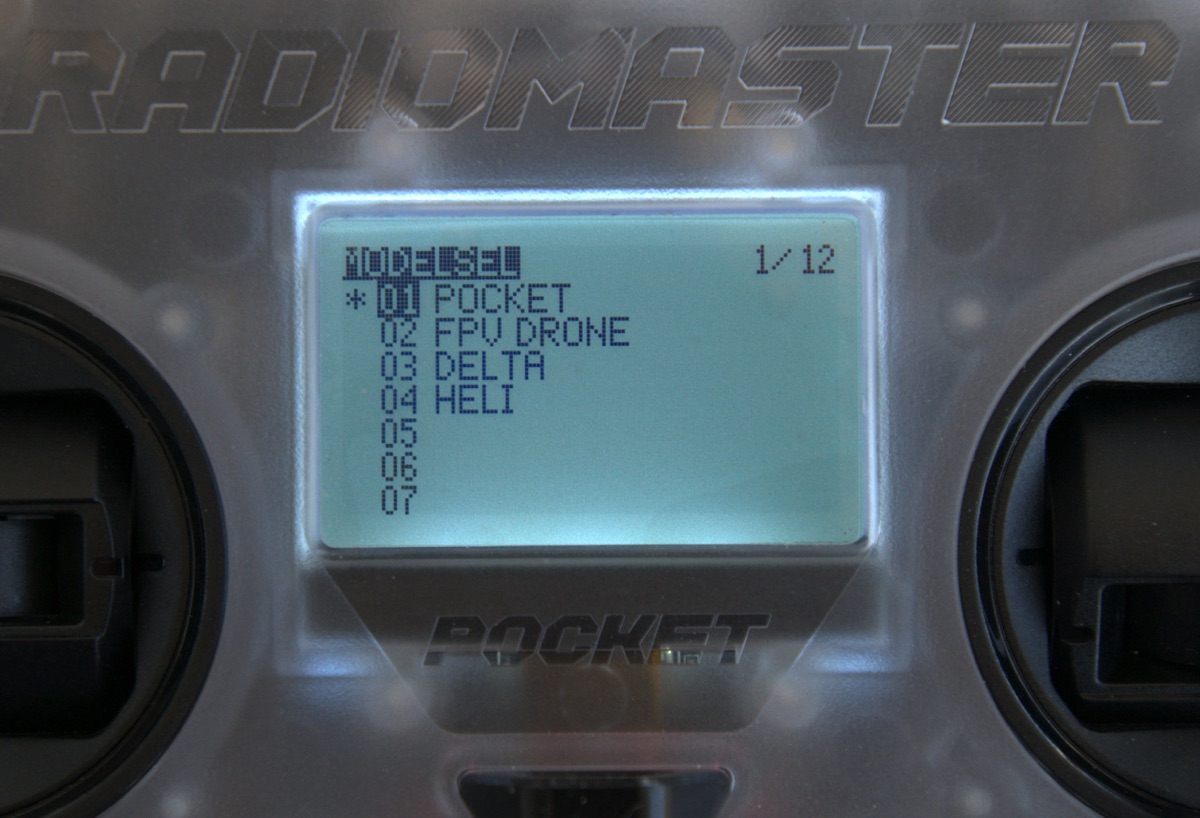 RADIOMASTER
MODELSEL 1/12
* 01 POCKET
02 FPV DRONE
03 DELTA
04 HELI
05
06
07
POCKET